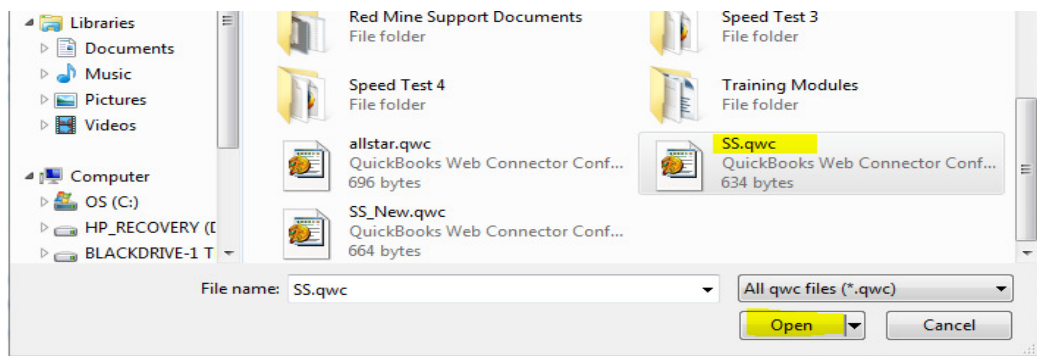 Libraries
Documents
Music
Pictures
Videos
Computer
OS (C:)
HP_RECOVERY (D
BLACKDRIVE-1 T
Red Mine Support Documents
File folder
Speed Test 3
File folder
Speed Test 4
File folder
Training Modules
File folder
allstar.qwc
QuickBooks Web Connector Conf...
696 bytes
SS.qwc
QuickBooks Web Connector Conf...
634 bytes
SS_New.qwc
QuickBooks Web Connector Conf...
664 bytes
File name: SS.qwc
All qwc files (*.qwc)
Open
Cancel